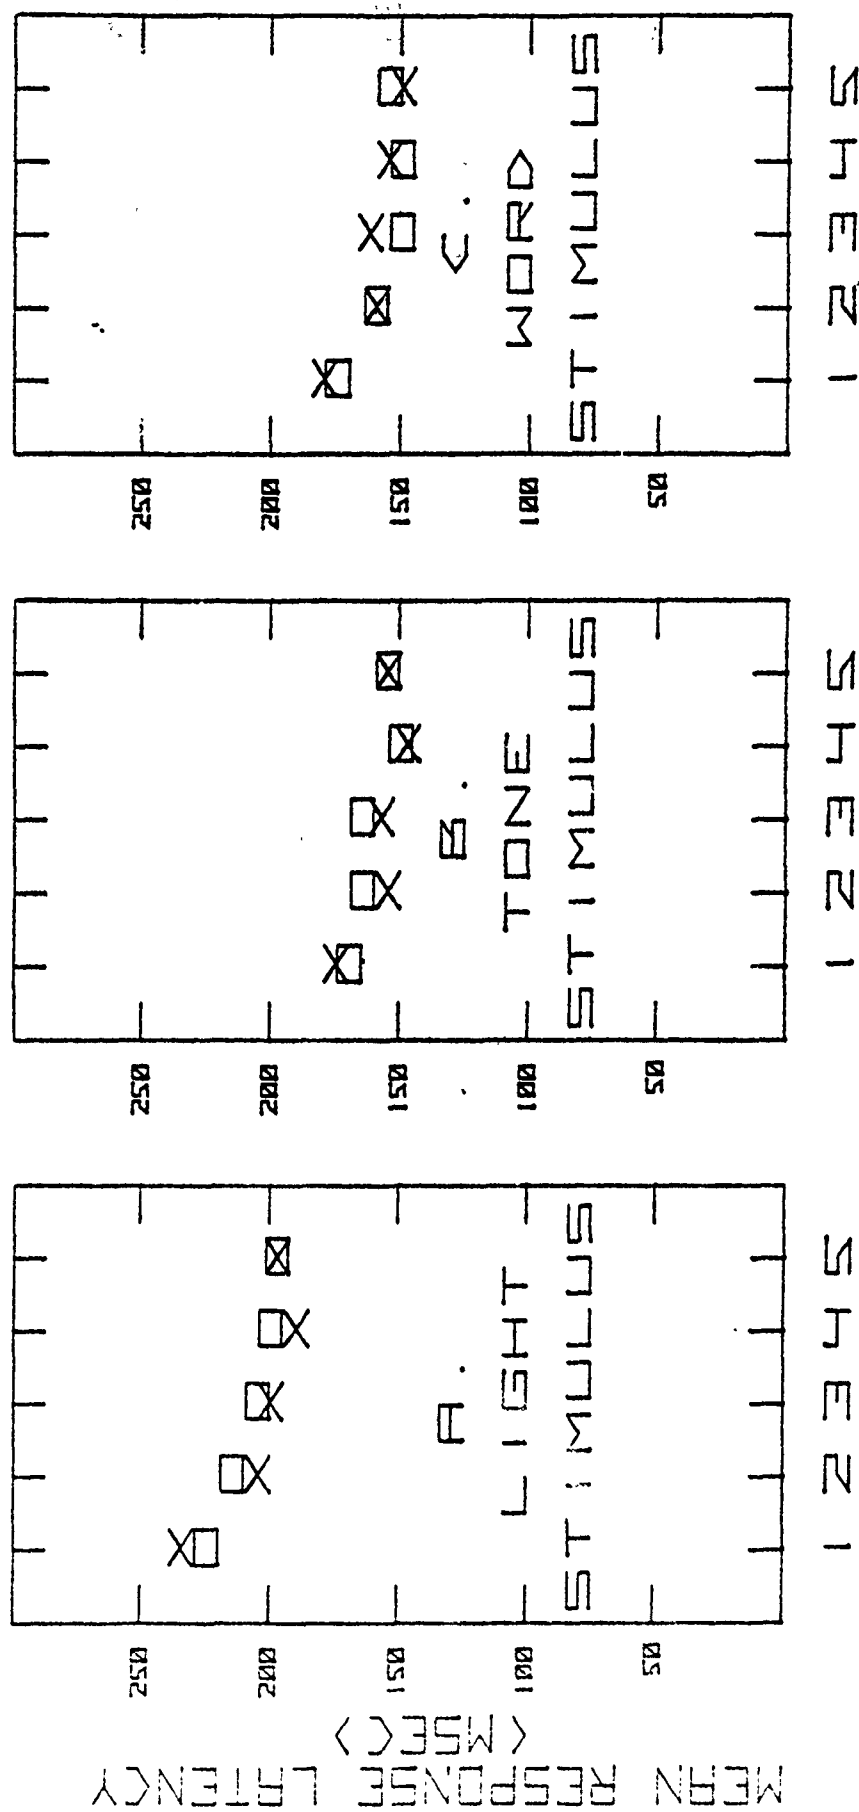 MEAN RESPONSE LATENCY
(MSEC)
250
200
150
100
50
A.
LIGHT
STIMULUS
1 2 3 4 5
250
200
150
100
50
B.
TONE
STIMULUS
1 2 3 4 5
250
200
150
100
50
C.
WORD
STIMULUS
1 2 3 4 5